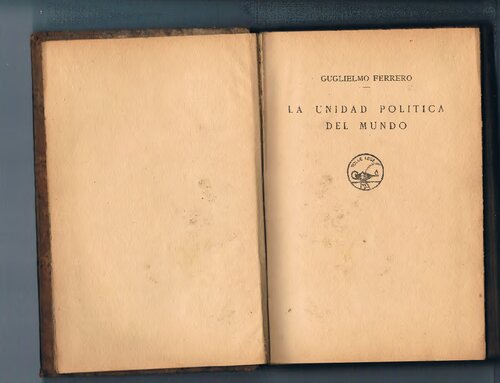 GUGLIELMO FERRERO
LA UNIDAD POLITICA
DEL MUNDO